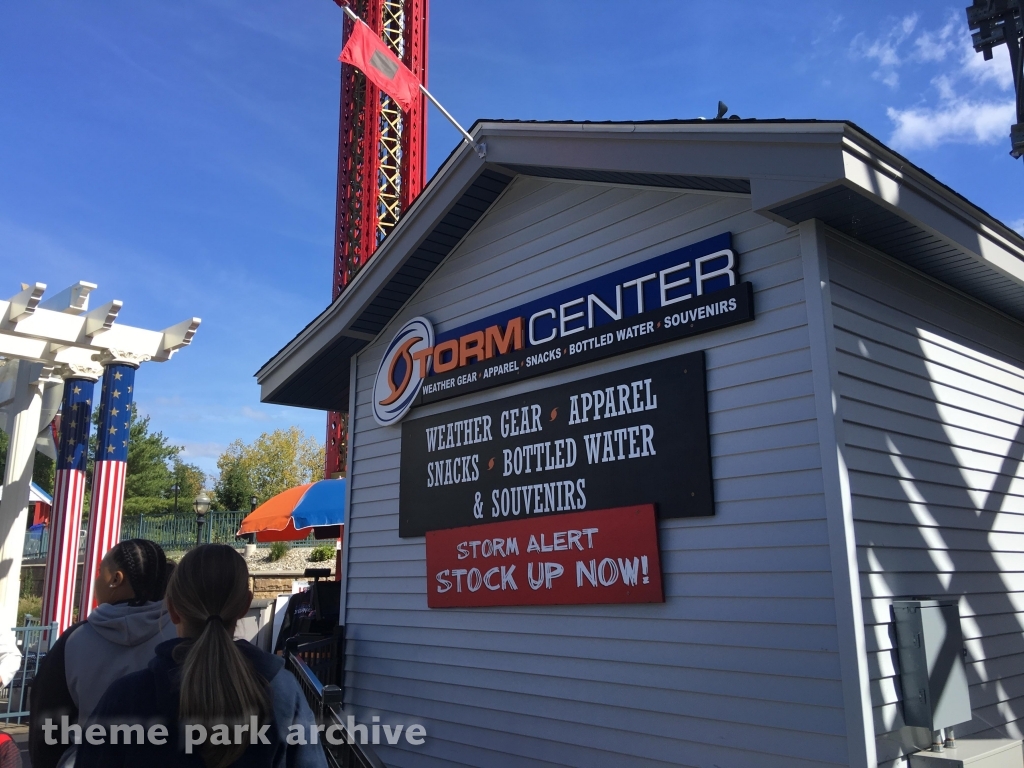 STORM CENTER
WEATHER GEAR APPAREL SNACKS BOTTLED WATER SOUVENIRS
WEATHER GEAR APPAREL
SNACKS BOTTLED WATER
& SOUVENIRS
STORM ALERT
STOCK UP NOW!
theme park archive